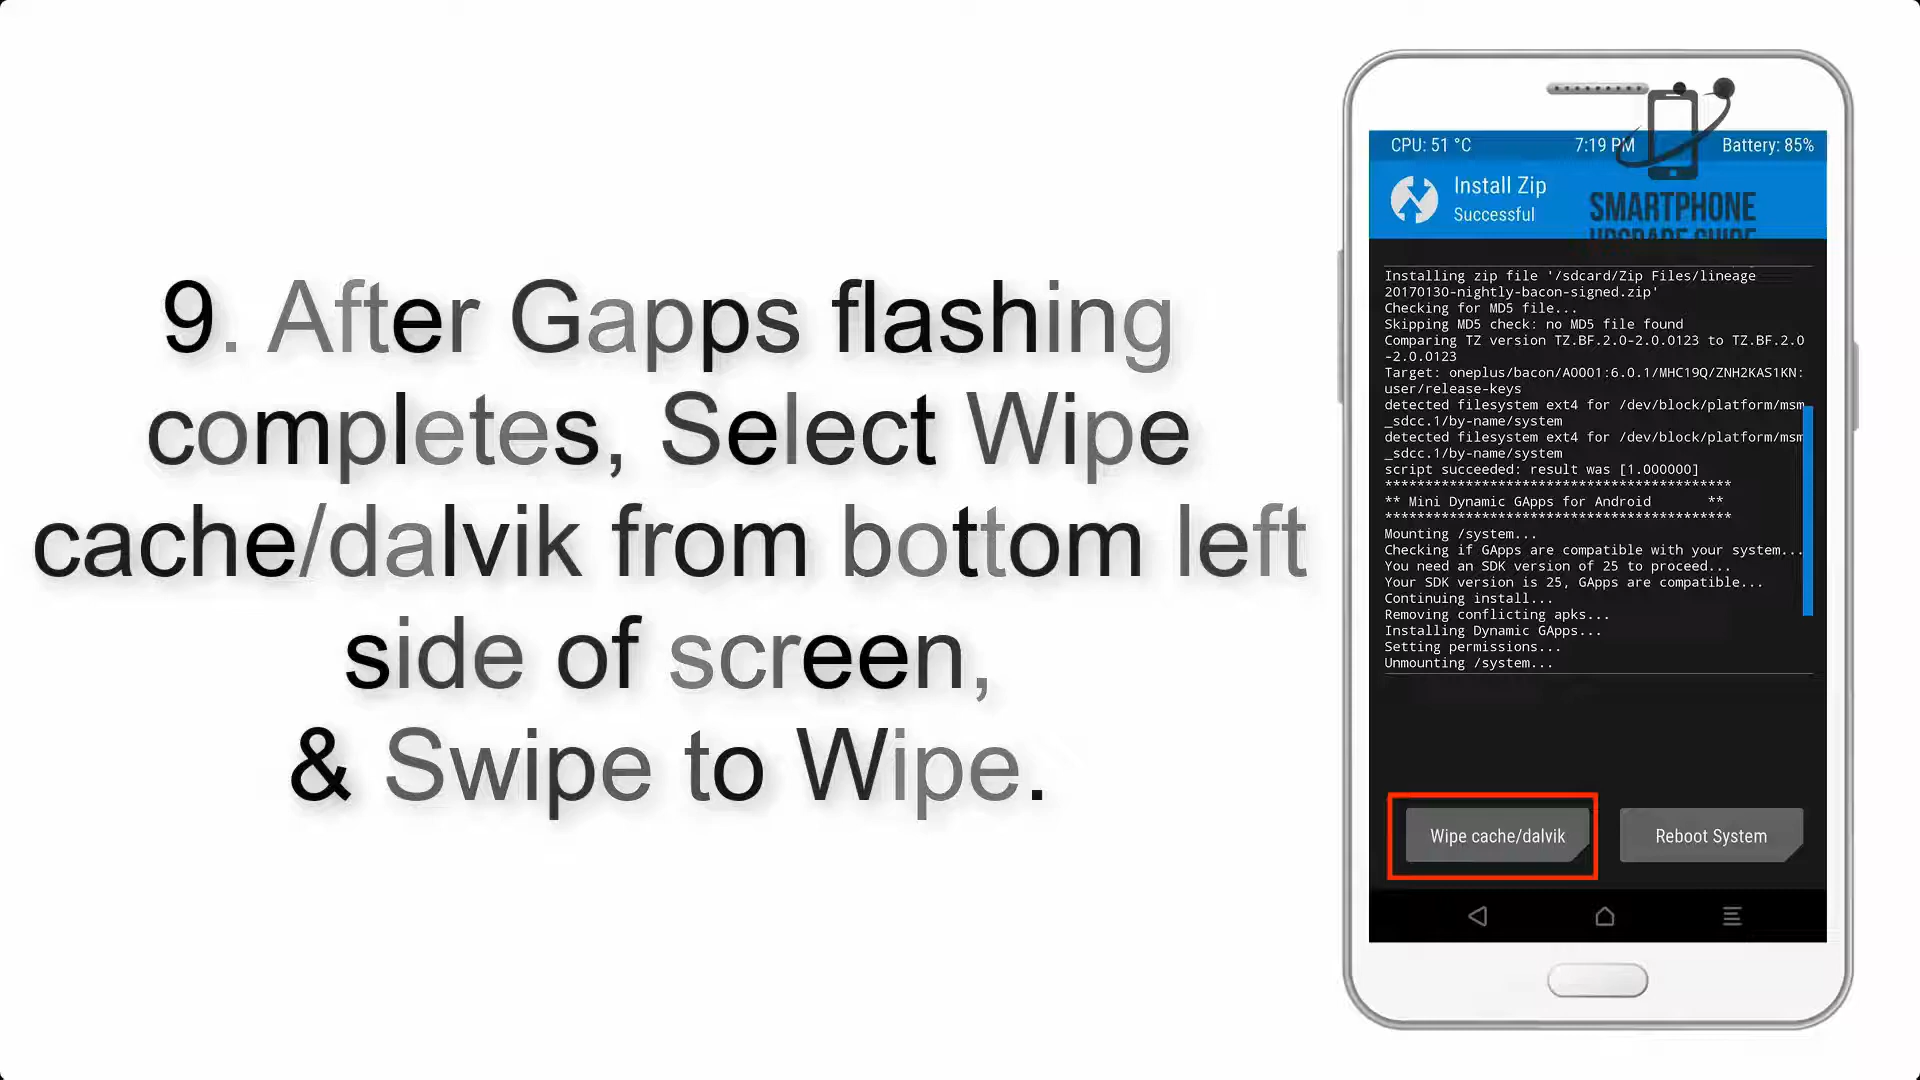 9. After Gapps flashing
completes, Select Wipe
cache/dalvik from bottom left
side of screen,
& Swipe to Wipe.
CPU: 51 °C 7:19 PM Battery: 85%
Install Zip
Successful
SMARTPHONE
UPGRADE GUIDE
Installing zip file '/sdcard/Zip Files/lineage
20170130-nightly-bacon-signed.zip'
Checking for MD5 file...
Skipping MD5 check: no MD5 file found
Comparing TZ version TZ.BF.2.0-2.0.0123 to TZ.BF.2.0
-2.0.0123
Target: oneplus/bacon/A0001:6.0.1/MHC19Q/ZNH2KAS1KN:
user/release-keys
detected filesystem ext4 for /dev/block/platform/msm
_sdcc.1/by-name/system
detected filesystem ext4 for /dev/block/platform/msm
_sdcc.1/by-name/system
script succeeded: result was [1.000000]
*******************************************
** Mini Dynamic GApps for Android **
*******************************************
Mounting /system...
Checking if GApps are compatible with your system...
You need an SDK version of 25 to proceed...
Your SDK version is 25, GApps are compatible...
Continuing install...
Removing conflicting apks...
Installing Dynamic GApps...
Setting permissions...
Unmounting /system...
Wipe cache/dalvik Reboot System